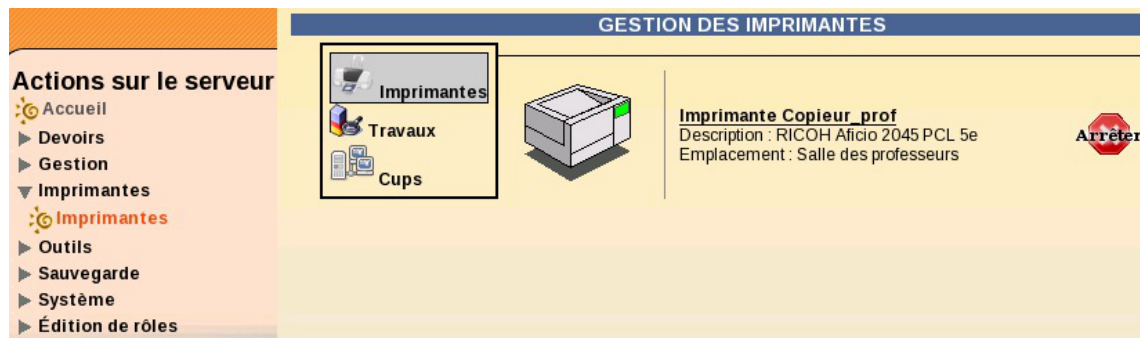 GESTION DES IMPRIMANTES
Actions sur le serveur
Accueil
Devoirs
Gestion
Imprimantes
Imprimantes
Outils
Sauvegarde
Système
Édition de rôles
Imprimantes
Travaux
Cups
Imprimante Copieur_prof
Description : RICOH Aficio 2045 PCL 5e
Emplacement : Salle des professeurs
Arrêter